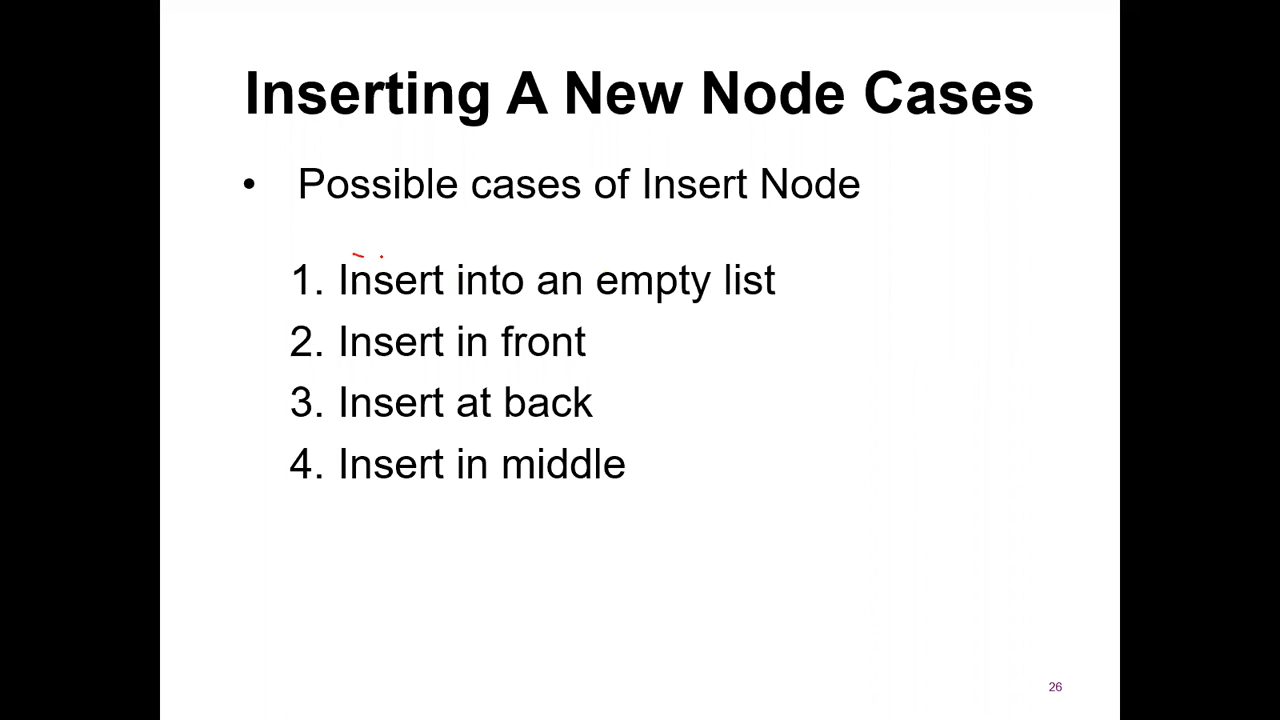 Inserting A New Node Cases
• Possible cases of Insert Node
1. Insert into an empty list
2. Insert in front
3. Insert at back
4. Insert in middle
26